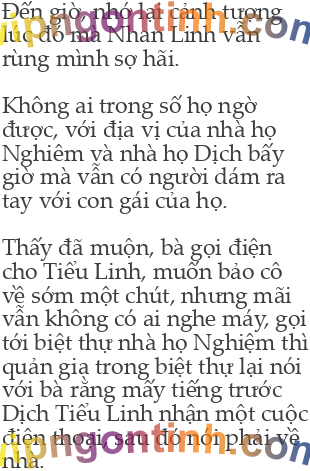 Đến giờ, nhớ lại cảnh tượng
lúc đó mà Nhan Linh vẫn
rùng mình sợ hãi.
Không ai trong số họ ngờ
được, với địa vị của nhà họ
Nghiêm và nhà họ Dịch bấy
giờ mà vẫn có người dám ra
tay với con gái của họ.
Thấy đã muộn, bà gọi điện
cho Tiểu Linh, muốn bảo cô
về sớm một chút, nhưng mãi
vẫn không có ai nghe máy, gọi
tới biệt thự nhà họ Nghiệm thì
quản gia trong biệt thự lại nói
với bà rằng mấy tiếng trước
Dịch Tiểu Linh nhận một cuộc
điện thoại, sau đó nói phải về
nhà.
vipngontinh.com
vipngontinh.com